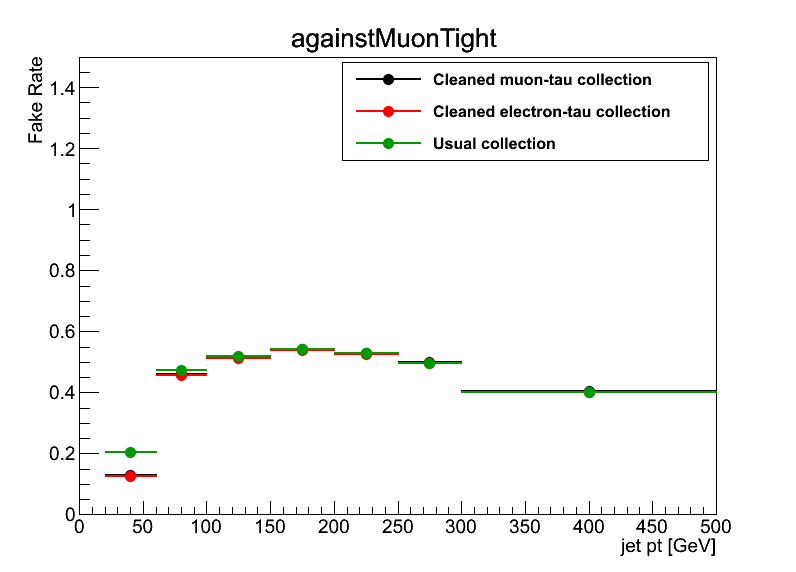 againstMuonTight
Fake Rate
Cleaned muon-tau collection
Cleaned electron-tau collection
Usual collection
1.4
1.2
1
0.8
0.6
0.4
0.2
0
0 50 100 150 200 250 300 350 400 450 500
jet pt [GeV]